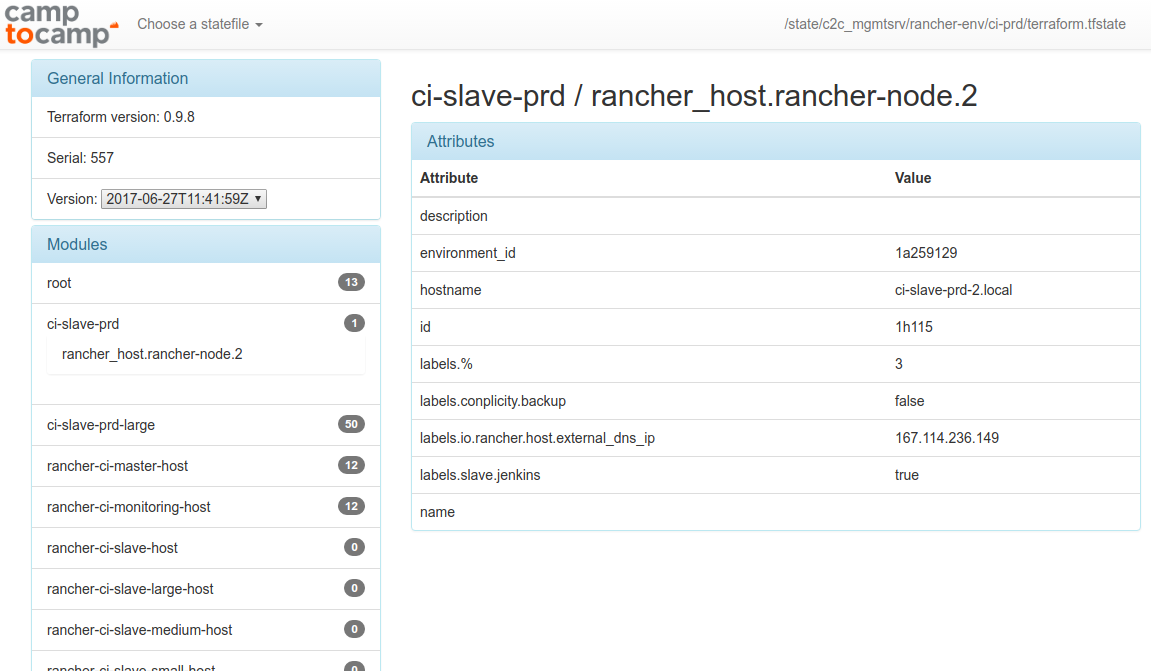 camp
tocamp
Choose a statefile
/state/c2c_mgmtsrv/rancher-env/ci-prd/terraform.tfstate
General Information
Terraform version: 0.9.8
Serial: 557
Version: 2017-06-27T11:41:59Z
Modules
root 13
ci-slave-prd 1
rancher_host.rancher-node.2
ci-slave-prd-large 50
rancher-ci-master-host 12
rancher-ci-monitoring-host 12
rancher-ci-slave-host 0
rancher-ci-slave-large-host 0
rancher-ci-slave-medium-host 0
rancher-ci-slave-small-host 0
ci-slave-prd / rancher_host.rancher-node.2
Attributes
Attribute Value
description
environment_id 1a259129
hostname ci-slave-prd-2.local
id 1h115
labels.% 3
labels.conplicity.backup false
labels.io.rancher.host.external_dns_ip 167.114.236.149
labels.slave.jenkins true
name